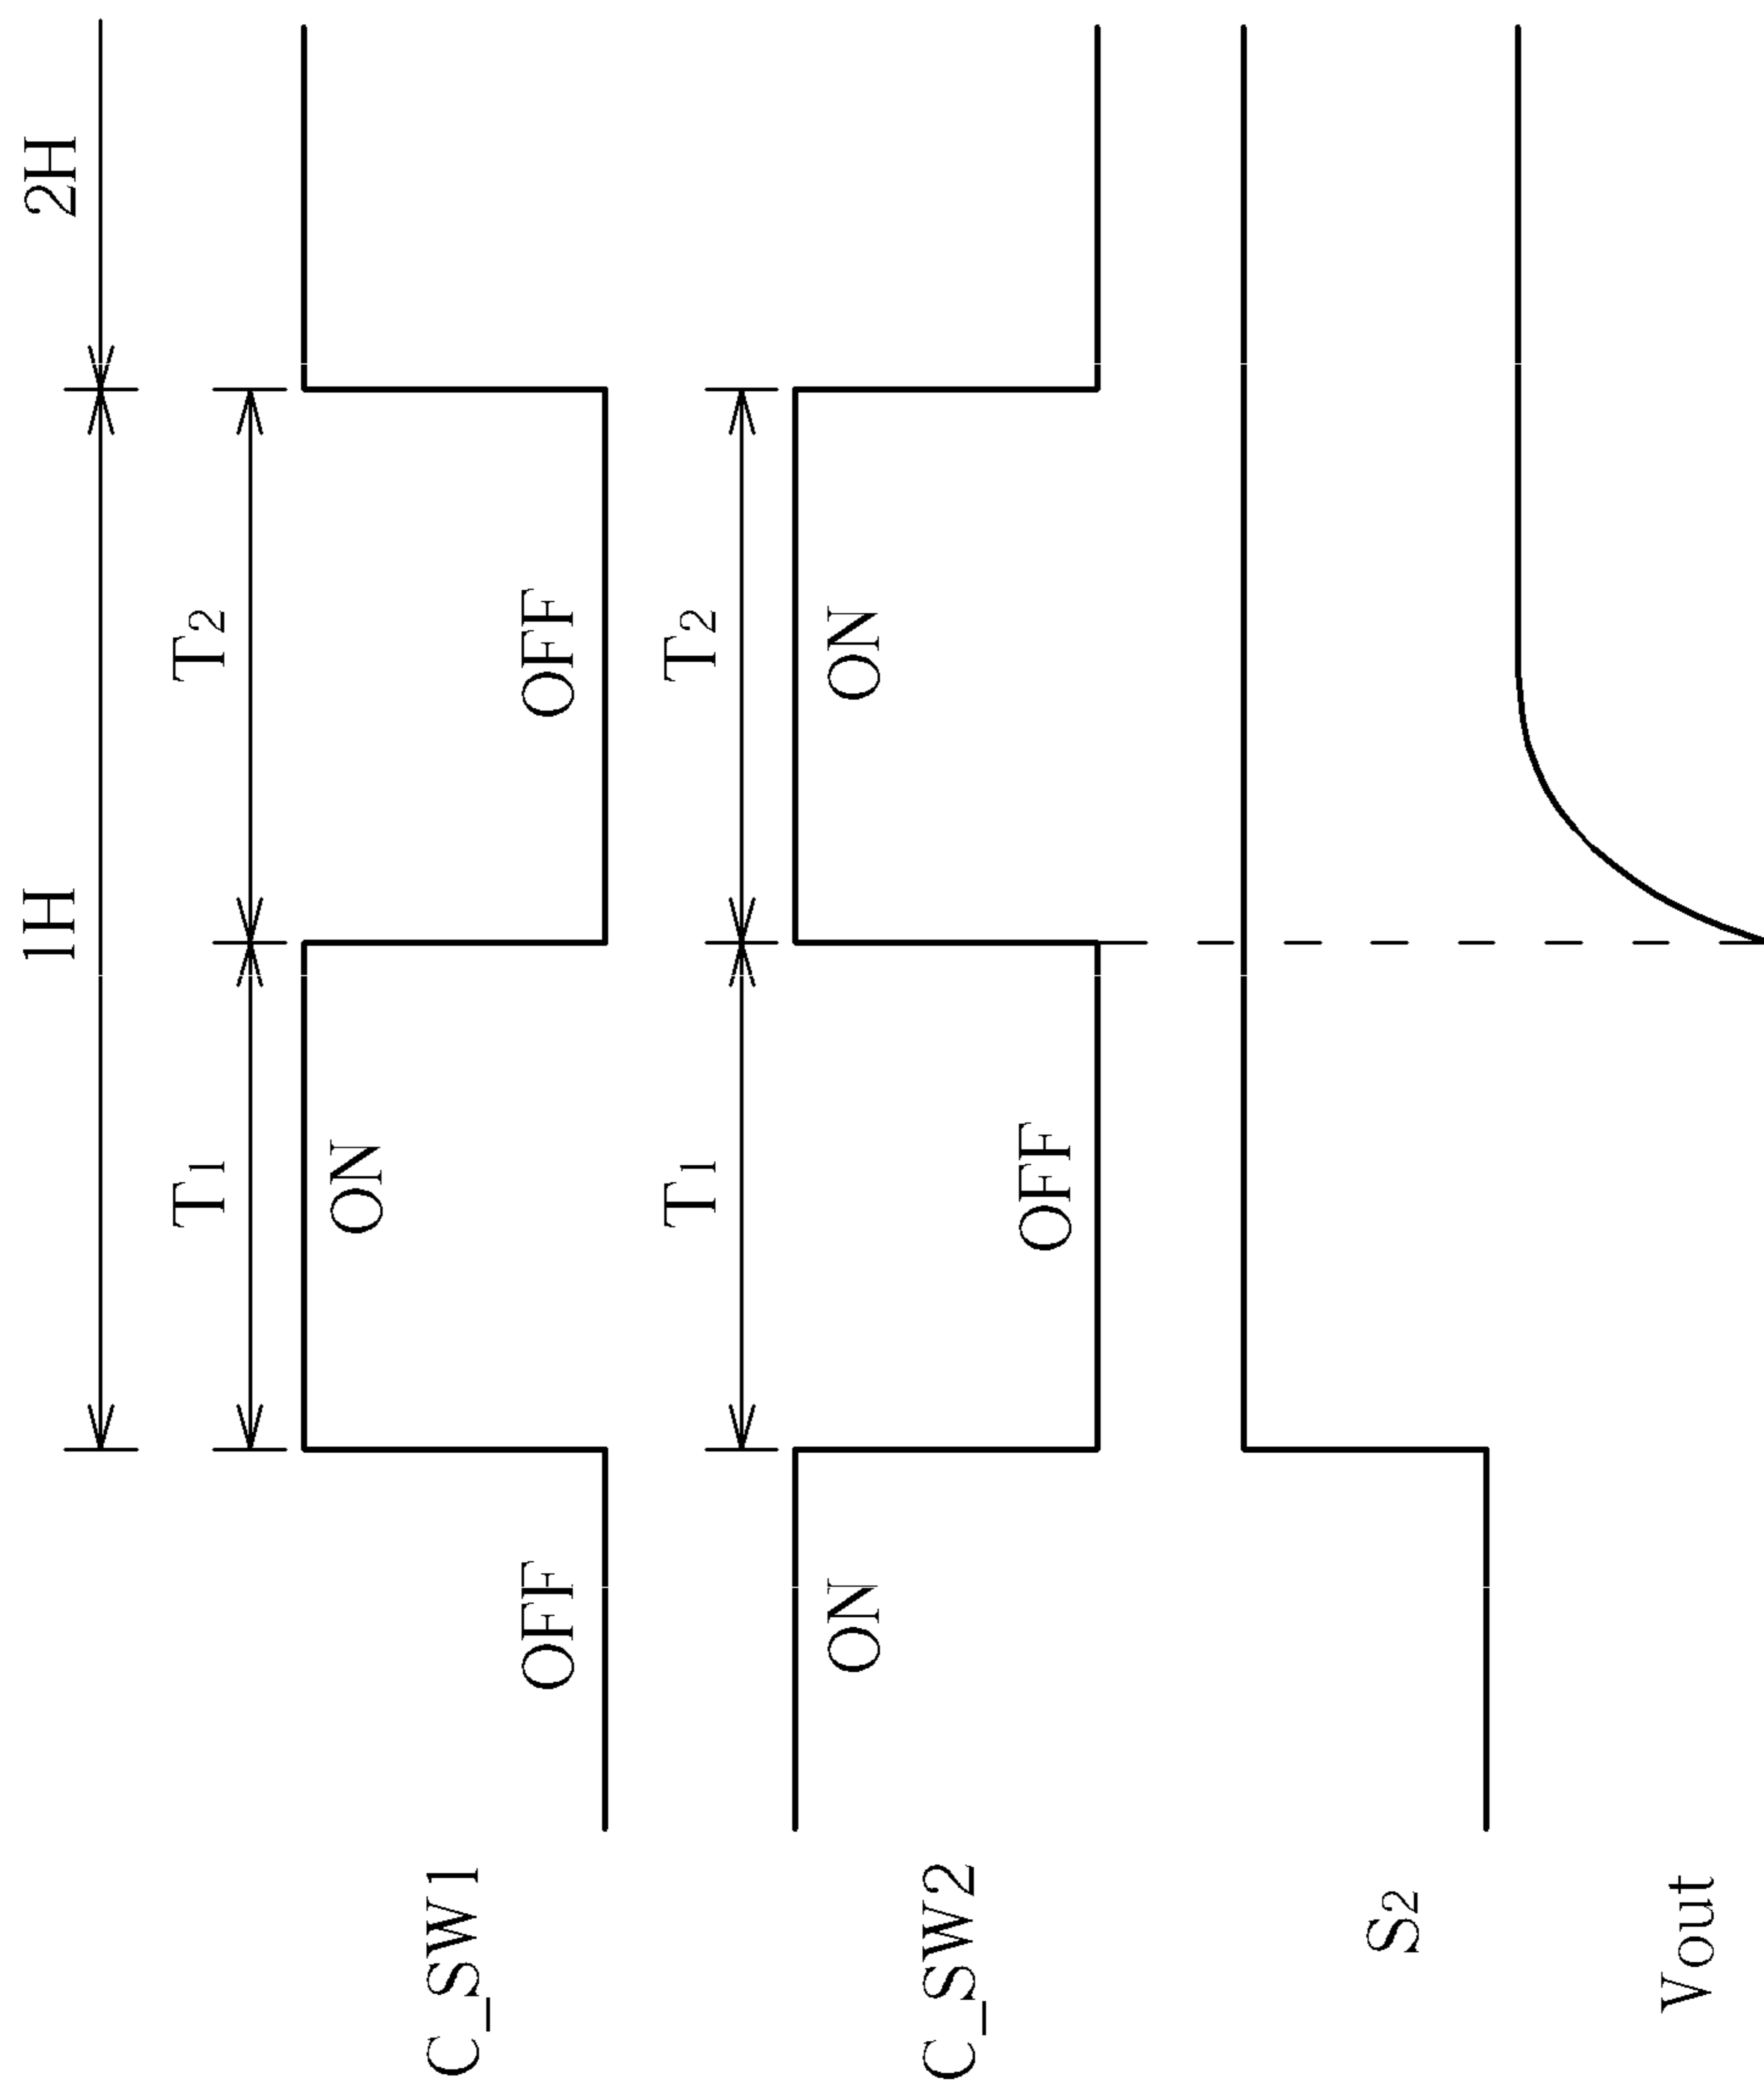 1H 2H
T1 T2
C_SW1 OFF ON OFF
T1 T2
C_SW2 ON OFF ON
S2
Vout